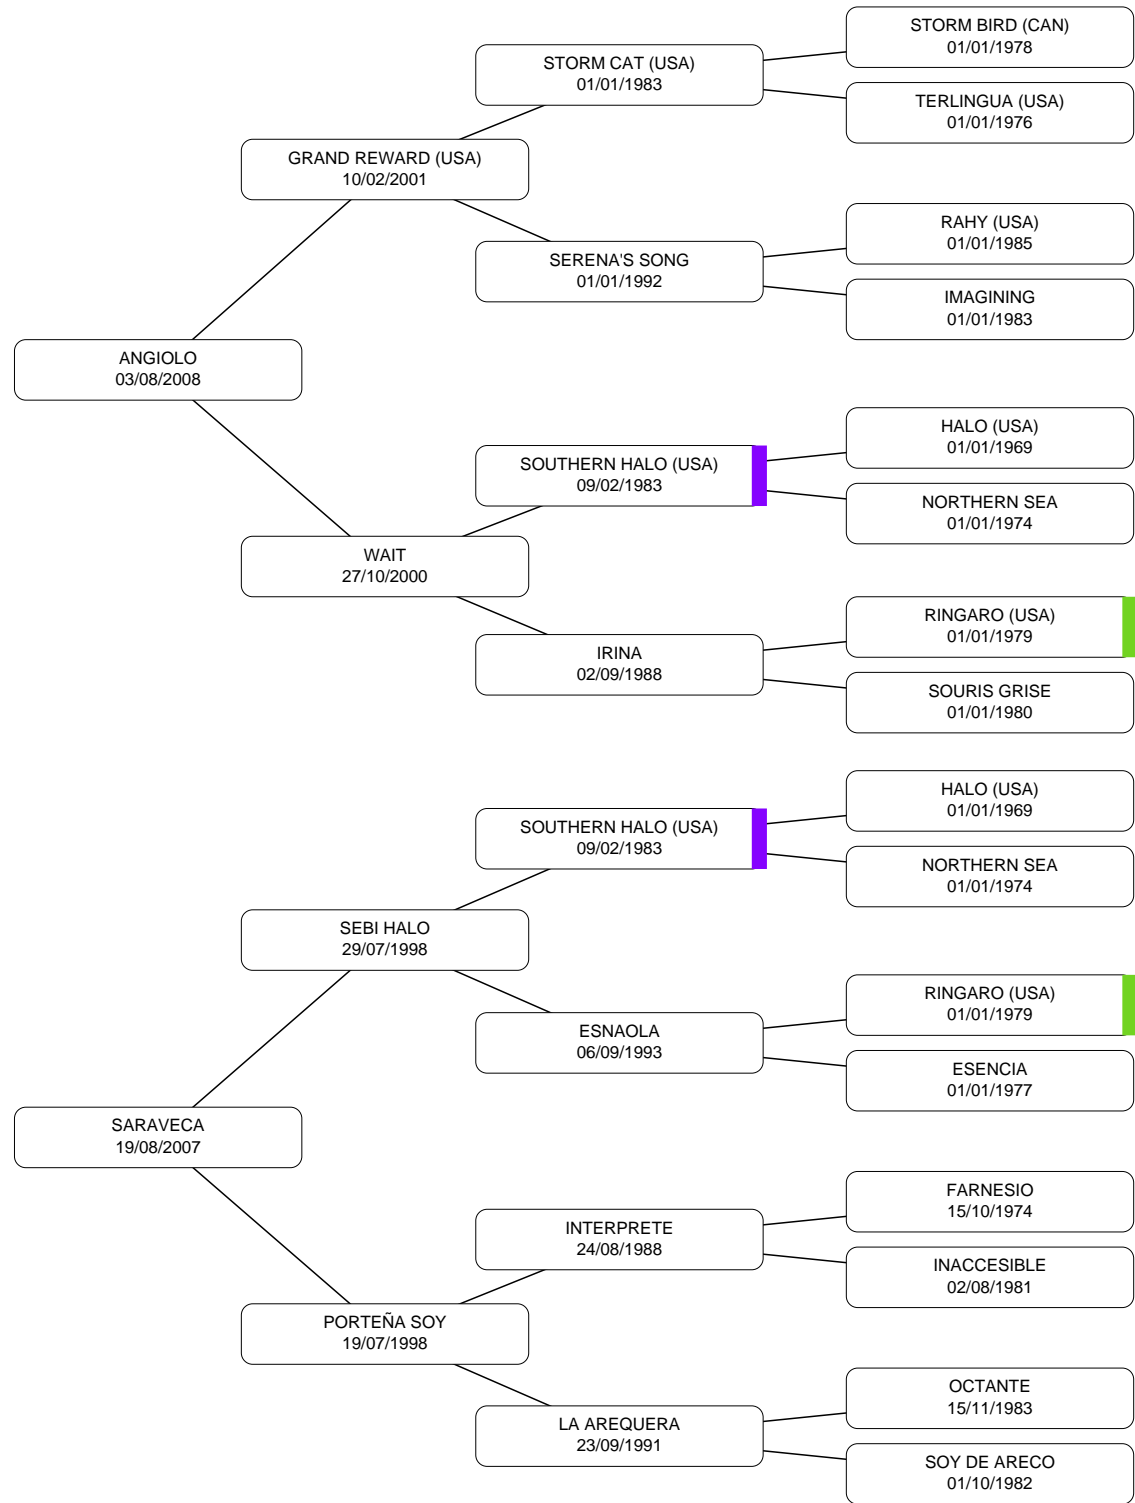 STORM BIRD (CAN)
01/01/1978
STORM CAT (USA)
01/01/1983
TERLINGUA (USA)
01/01/1976
GRAND REWARD (USA)
10/02/2001
RAHY (USA)
01/01/1985
SERENA'S SONG
01/01/1992
IMAGINING
01/01/1983
ANGIOLO
03/08/2008
HALO (USA)
01/01/1969
SOUTHERN HALO (USA)
09/02/1983
NORTHERN SEA
01/01/1974
WAIT
27/10/2000
RINGARO (USA)
01/01/1979
IRINA
02/09/1988
SOURIS GRISE
01/01/1980
HALO (USA)
01/01/1969
SOUTHERN HALO (USA)
09/02/1983
NORTHERN SEA
01/01/1974
SEBI HALO
29/07/1998
RINGARO (USA)
01/01/1979
ESNAOLA
06/09/1993
ESENCIA
01/01/1977
SARAVECA
19/08/2007
FARNESIO
15/10/1974
INTERPRETE
24/08/1988
INACCESIBLE
02/08/1981
PORTEÑA SOY
19/07/1998
OCTANTE
15/11/1983
LA AREQUERA
23/09/1991
SOY DE ARECO
01/10/1982